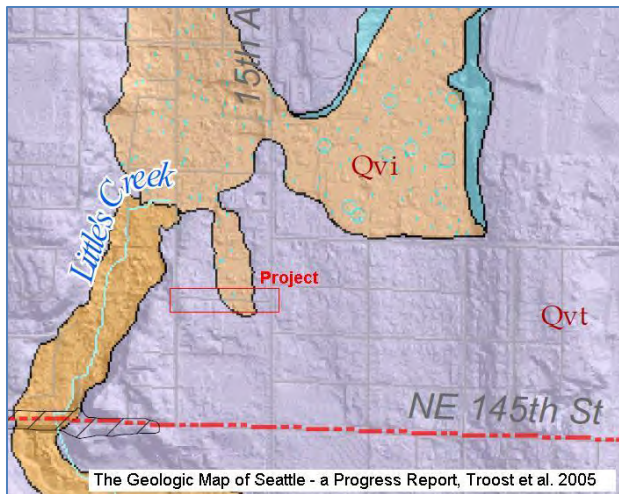 15th A
Qvi
Little's Creek
Project
Qvt
NE 145th St
The Geologic Map of Seattle - a Progress Report, Troost et al. 2005